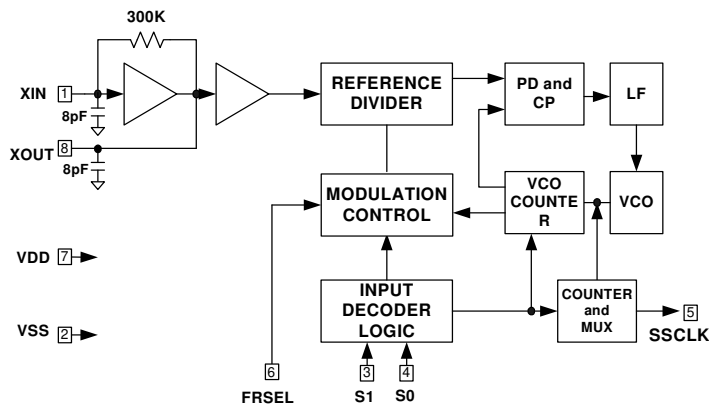 300K
XIN 1
8pF
XOUT 8
8pF
REFERENCE
DIVIDER
PD and
CP
LF
MODULATION
CONTROL
VCO
COUNTE
R
VCO
VDD 7
VSS 2
INPUT
DECODER
LOGIC
COUNTER
and
MUX
5
SSCLK
6
FRSEL
3
S1
4
S0